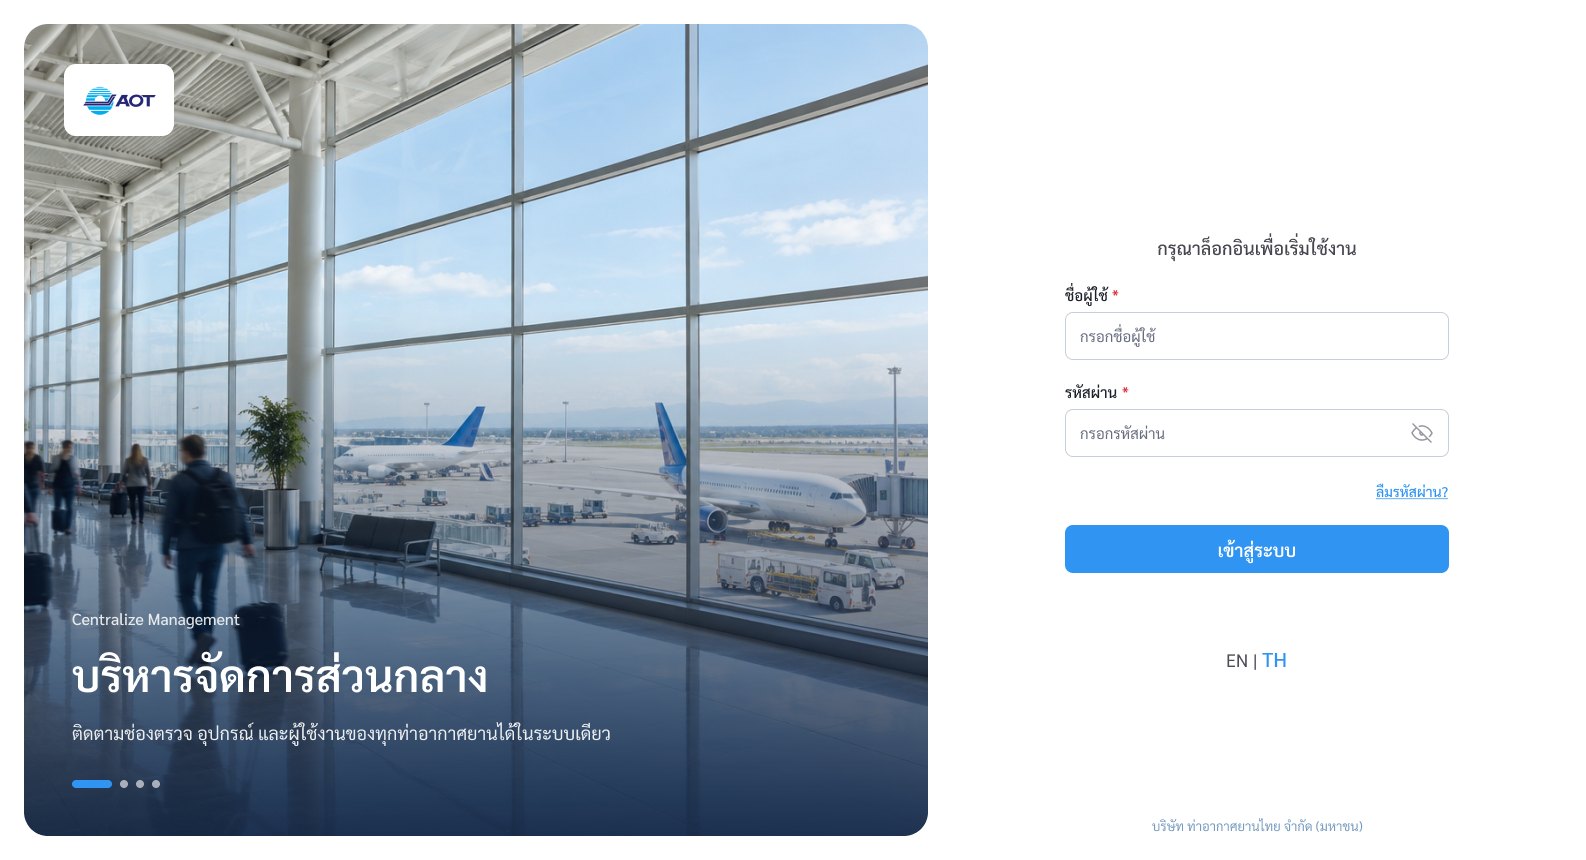 AOT
Centralize Management
บริหารจัดการส่วนกลาง
ติดตามช่องตรวจ อุปกรณ์ และผู้ใช้งานของทุกท่าอากาศยานได้ในระบบเดียว
กรุณาล็อกอินเพื่อเริ่มใช้งาน
ชื่อผู้ใช้ *
กรอกชื่อผู้ใช้
รหัสผ่าน *
กรอกรหัสผ่าน
ลืมรหัสผ่าน?
เข้าสู่ระบบ
EN | TH
บริษัท ท่าอากาศยานไทย จำกัด (มหาชน)